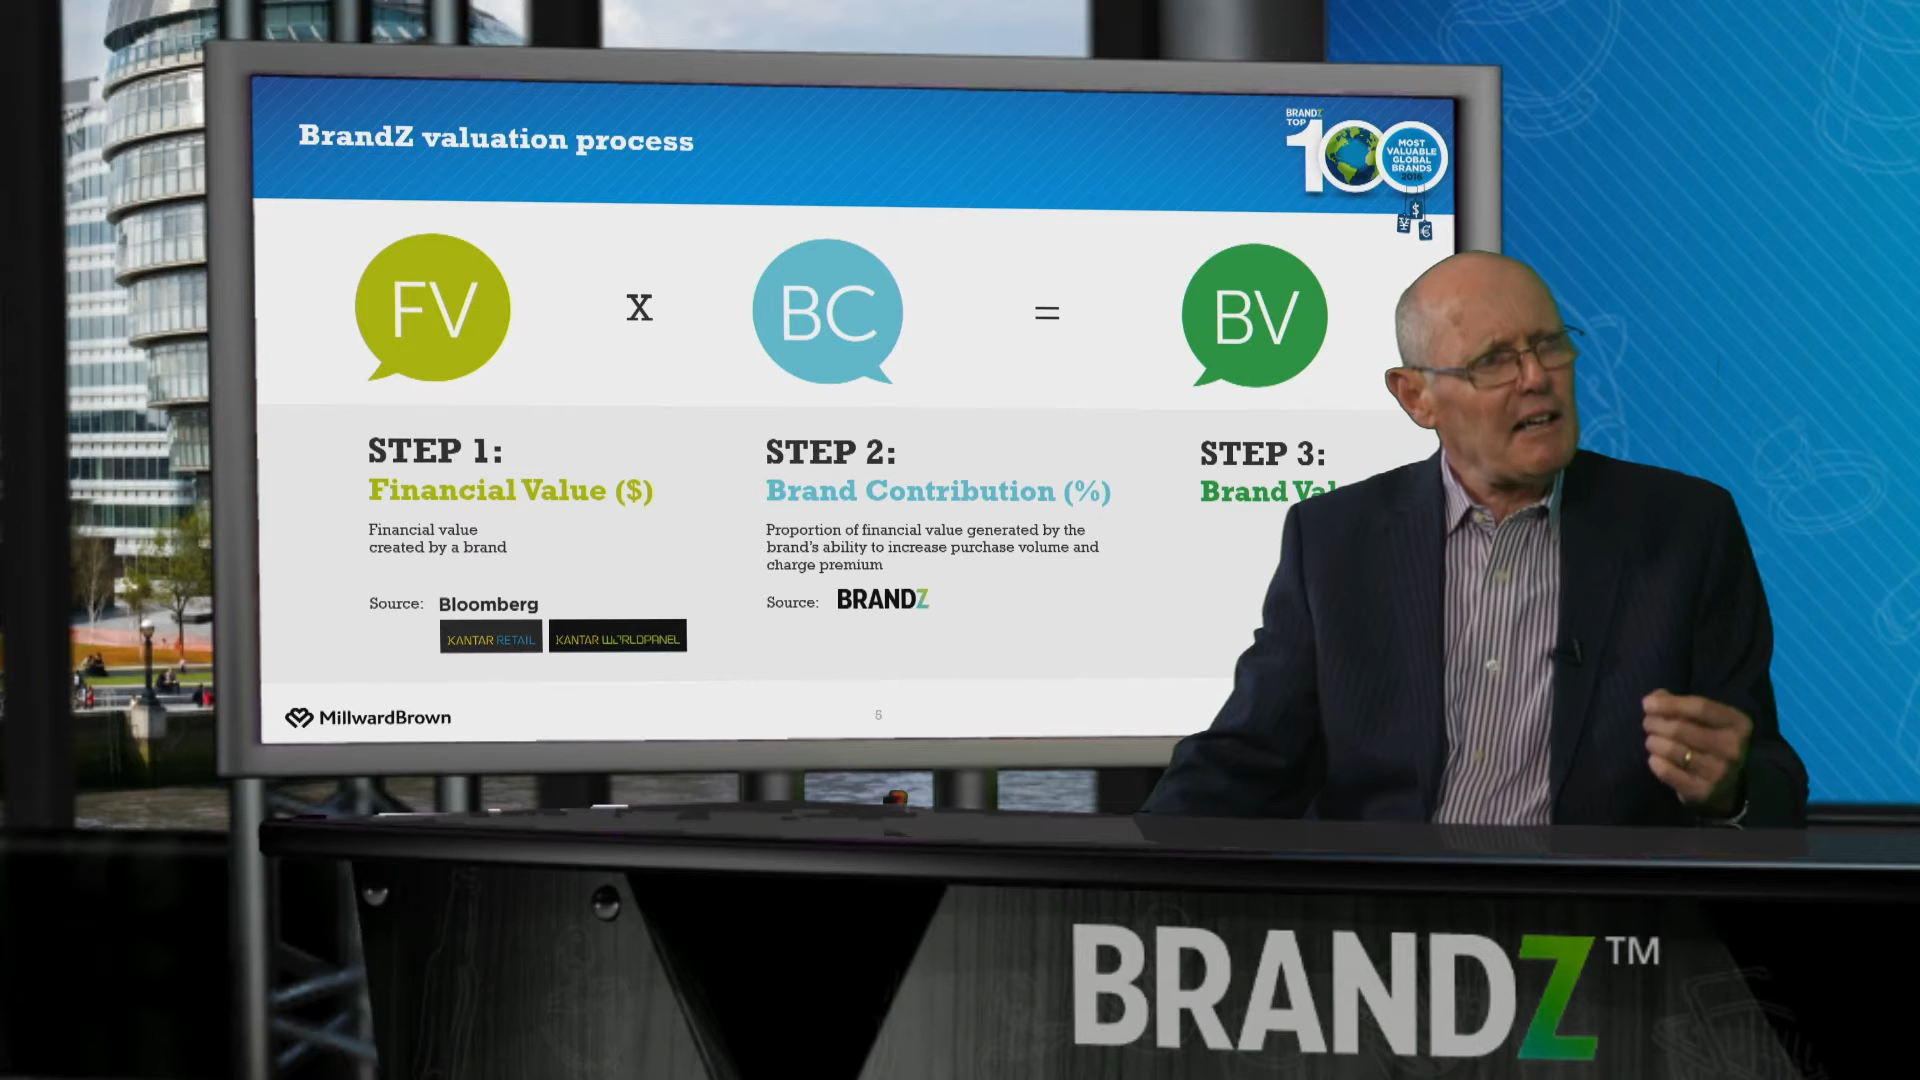 BrandZ valuation process
BRANDZ
TOP
100
MOST
VALUABLE
GLOBAL
BRANDS
2016
¥ $ €
FV x BC = BV
STEP 1:
Financial Value ($)
Financial value
created by a brand
Source: Bloomberg
KANTAR RETAIL KANTAR WORLDPANEL
STEP 2:
Brand Contribution (%)
Proportion of financial value generated by the
brand's ability to increase purchase volume and
charge premium
Source: BRANDZ
STEP 3:
Brand
MillwardBrown
5
BRANDZ™